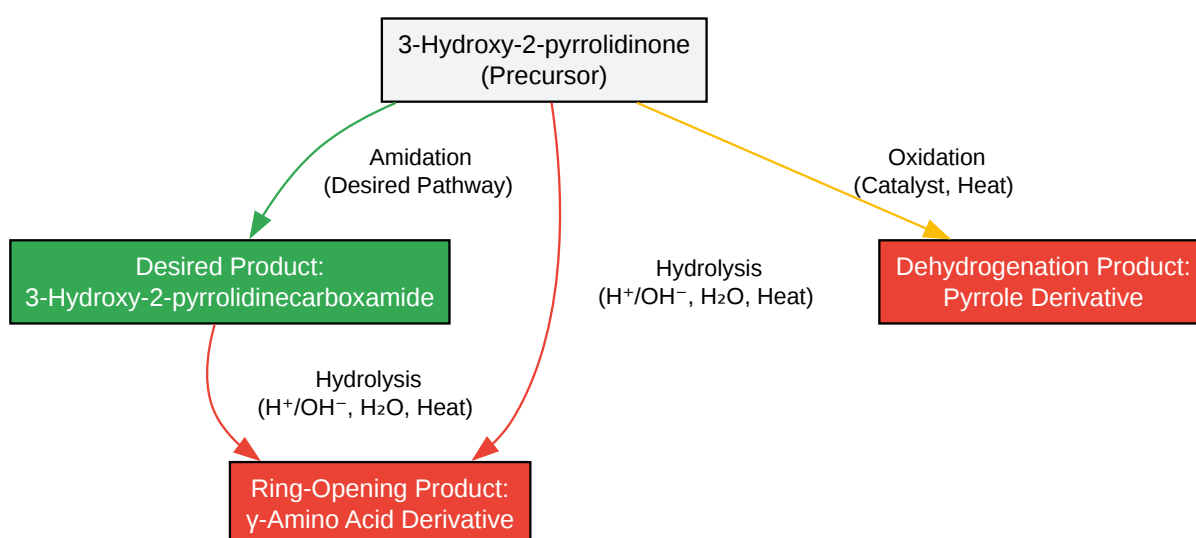 3-Hydroxy-2-pyrrolidinone
(Precursor)
Amidation
(Desired Pathway)
Oxidation
(Catalyst, Heat)
Desired Product:
3-Hydroxy-2-pyrrolidinecarboxamide
Hydrolysis
(H⁺/OH⁻, H₂O, Heat)
Dehydrogenation Product:
Pyrrole Derivative
Hydrolysis
(H⁺/OH⁻, H₂O, Heat)
Ring-Opening Product:
γ-Amino Acid Derivative